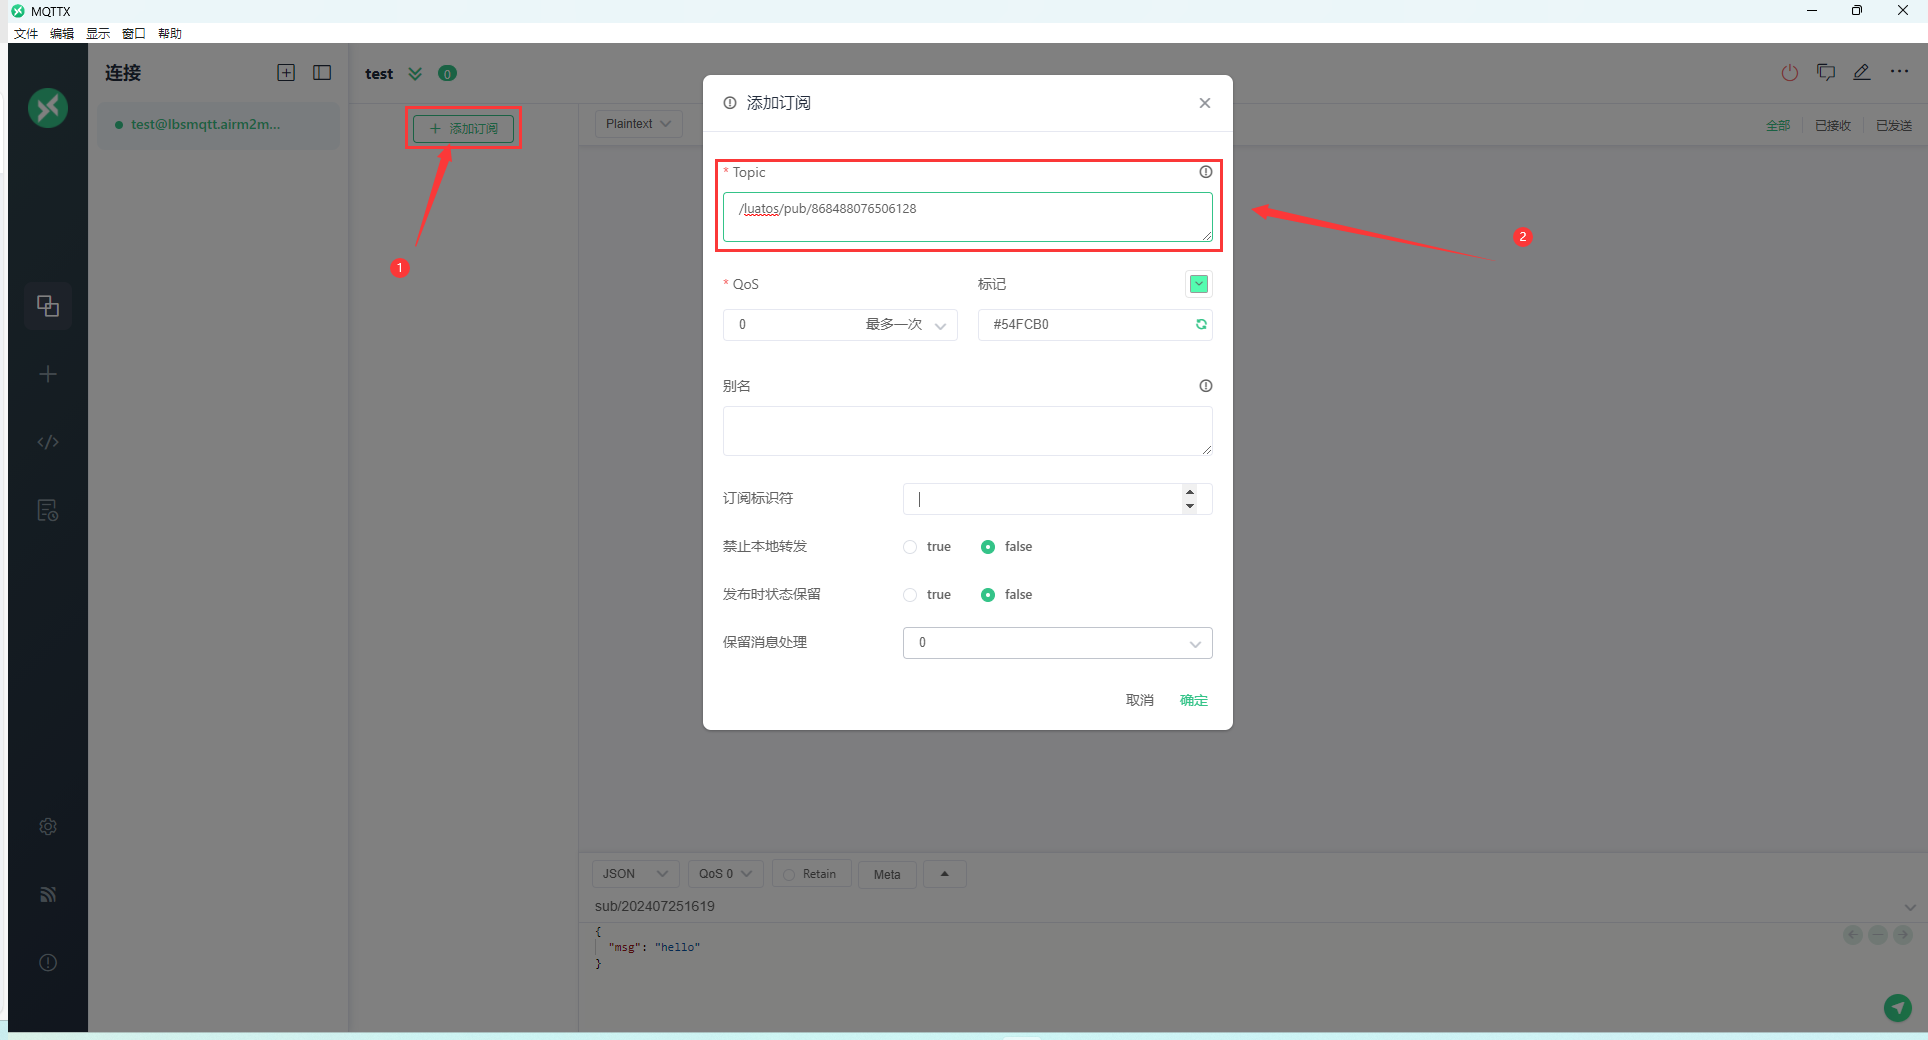 MQTTX
文件 编辑 显示 窗口 帮助
连接
test@lbsmqtt.airm2m...
test 0
+ 添加订阅
1
Plaintext
全部 已接收 已发送
添加订阅
* Topic
/luatos/pub/868488076506128
2
* QoS 标记
0 最多一次 #54FCB0
别名
订阅标识符
禁止本地转发 true false
发布时状态保留 true false
保留消息处理 0
取消 确定
JSON QoS 0 Retain Meta
sub/202407251619
{
"msg": "hello"
}